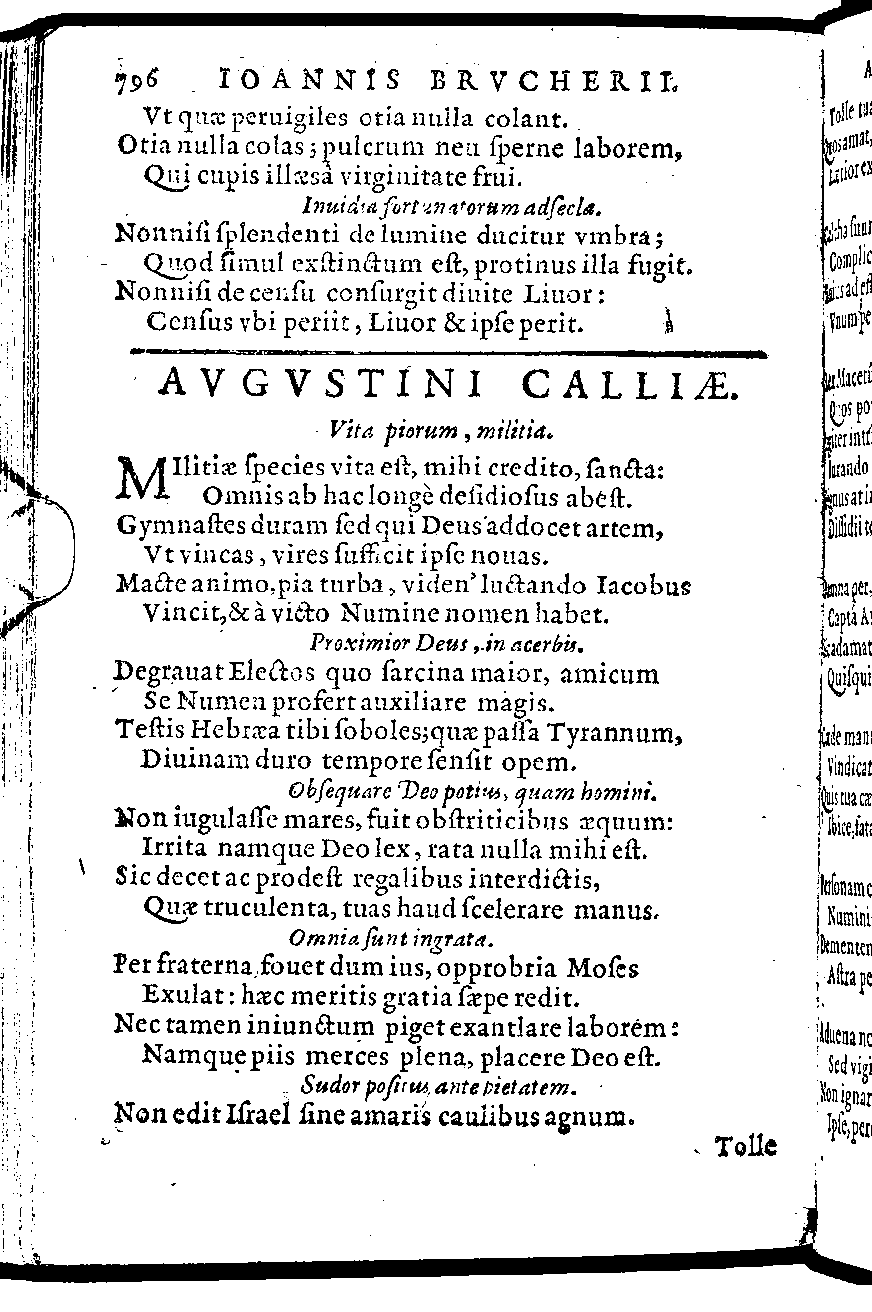 796 IOANNIS BRVCHERII.
Vt quæ peruigiles otia nulla colant.
Otia nulla colas; pulcrum neu ſperne laborem,
Qui cupis illæsâ virginitate frui.
Inuidia fortunatorum adſecla.
Nonniſi ſplendenti de lumine ducitur vmbra;
Quod ſimul exſtinctum eſt, protinus illa fugit.
Nonniſi de cenſu conſurgit diuite Liuor:
Cenſus vbi periit, Liuor & ipſe perit.
AVGVSTINI CALLIÆ.
Vita piorum, militia.
MIlitiæ ſpecies vita eſt, mihi credito, ſancta:
Omnis ab hac longè deſidioſus abeſt.
Gymnaſtes duram ſed qui Deus addocet artem,
Vt vincas, vires ſufficit ipſe nouas.
Macte animo, pia turba, viden' luctando Iacobus
Vincit, & à victo Numine nomen habet.
Proximior Deus, in acerbis.
Degrauat Electos quo ſarcina maior, amicum
Se Numen profert auxiliare magis.
Teſtis Hebræa tibi ſoboles; quæ paſſa Tyrannum,
Diuinam duro tempore ſenſit opem.
Obſequare Deo potius, quam homini.
Non iugulaſſe mares, fuit obſtriticibus æquum:
Irrita namque Deo lex, rata nulla mihi eſt.
Sic decet ac prodeſt regalibus interdictis,
Quæ truculenta, tuas haud ſcelerare manus.
Omnia ſunt ingrata.
Per fraterna fouet dum ius, opprobria Moſes
Exulat: hæc meritis gratia ſæpe redit.
Nec tamen iniunctum piget exantlare laborem:
Namque piis merces plena, placere Deo eſt.
Sudor poſitus ante pietatem.
Non edit Iſrael ſine amaris caulibus agnum.
Tolle